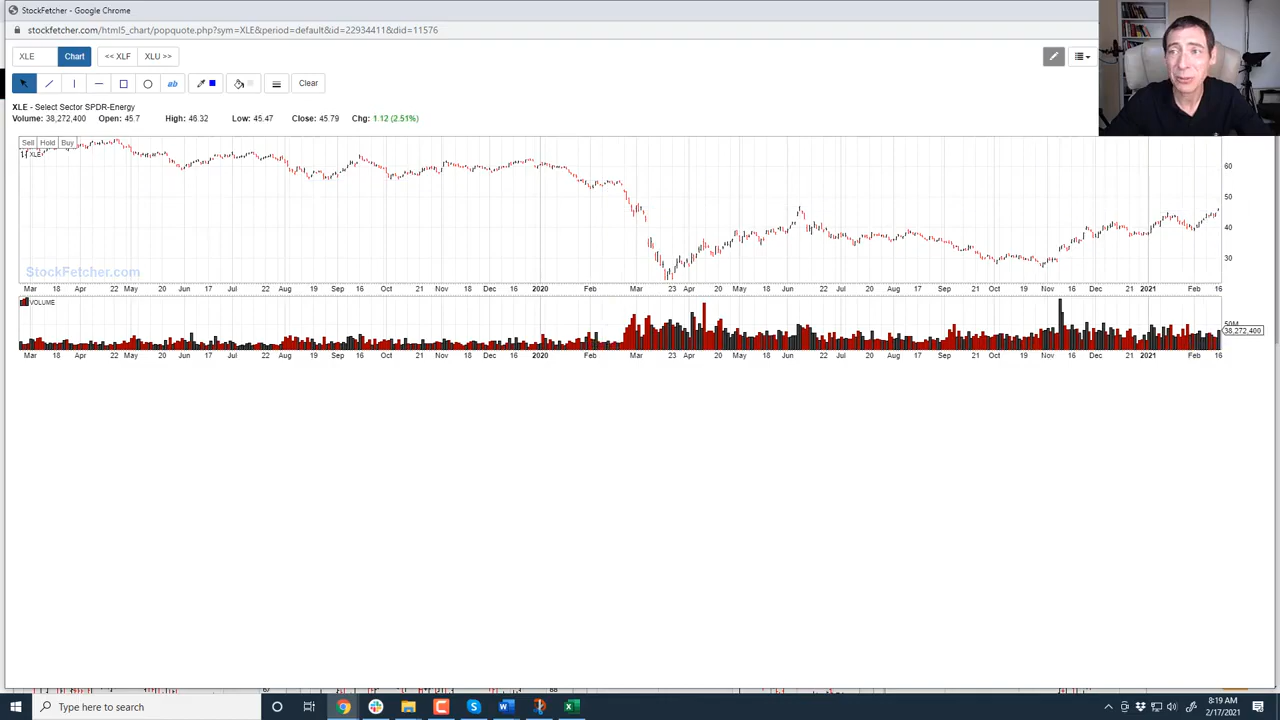 StockFetcher - Google Chrome
stockfetcher.com/html5_chart/popquote.php?sym=XLE&period=default&id=22934411&did=11576
XLE Chart << XLF XLU >>
ab Clear
XLE - Select Sector SPDR-Energy
Volume: 38,272,400 Open: 45.7 High: 46.32 Low: 45.47 Close: 45.79 Chg: 1.12 (2.51%)
Sell Hold Buy
XLE
60
50
40
30
StockFetcher.com
Mar 18 Apr 22 May 20 Jun 17 Jul 22 Aug 19 Sep 16 Oct 21 Nov 18 Dec 16 2020 Feb Mar 23 Apr 20 May 18 Jun 22 Jul 20 Aug 17 Sep 21 Oct 19 Nov 16 Dec 21 2021 Feb 16
VOLUME
50M
38,272,400
Mar 18 Apr 22 May 20 Jun 17 Jul 22 Aug 19 Sep 16 Oct 21 Nov 18 Dec 16 2020 Feb Mar 23 Apr 20 May 18 Jun 22 Jul 20 Aug 17 Sep 21 Oct 19 Nov 16 Dec 21 2021 Feb 16
Type here to search
8:19 AM
2/17/2021